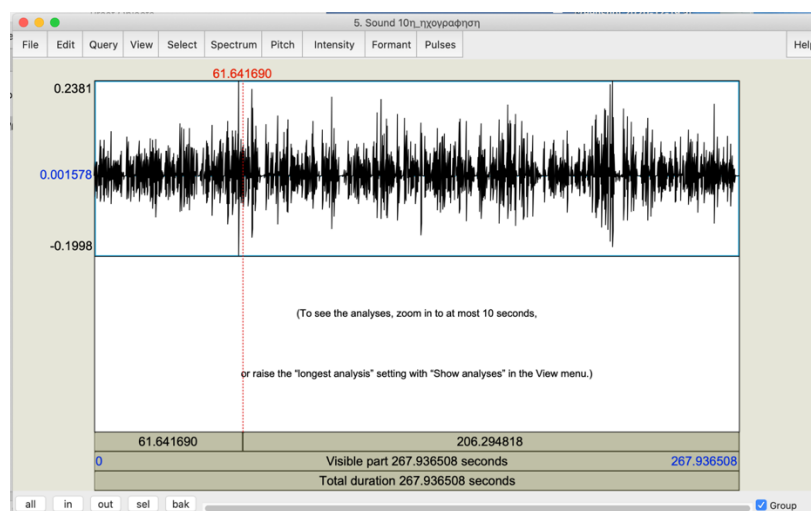 5. Sound 10η_ηχογραφηση
File Edit Query View Select Spectrum Pitch Intensity Formant Pulses Help
61.641690
0.2381
0.001578
-0.1998
(To see the analyses, zoom in to at most 10 seconds,
or raise the "longest analysis" setting with "Show analyses" in the View menu.)
61.641690 206.294818
0 Visible part 267.936508 seconds 267.936508
Total duration 267.936508 seconds
all in out sel bak Group